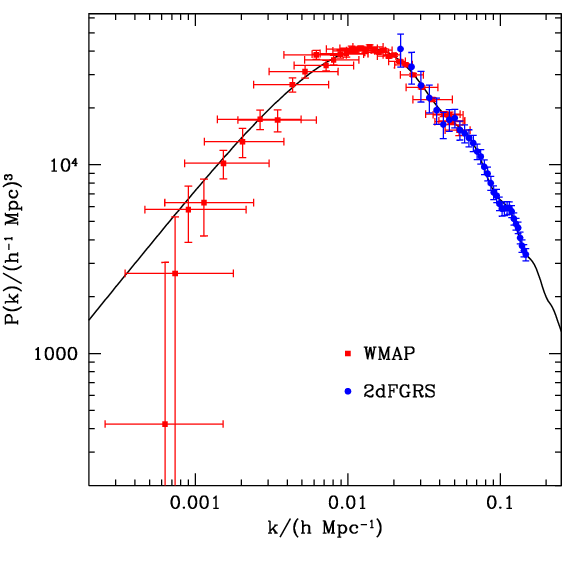 P(k)/(h⁻¹ Mpc)³
10⁴
1000
WMAP
2dFGRS
0.001 0.01 0.1
k/(h Mpc⁻¹)